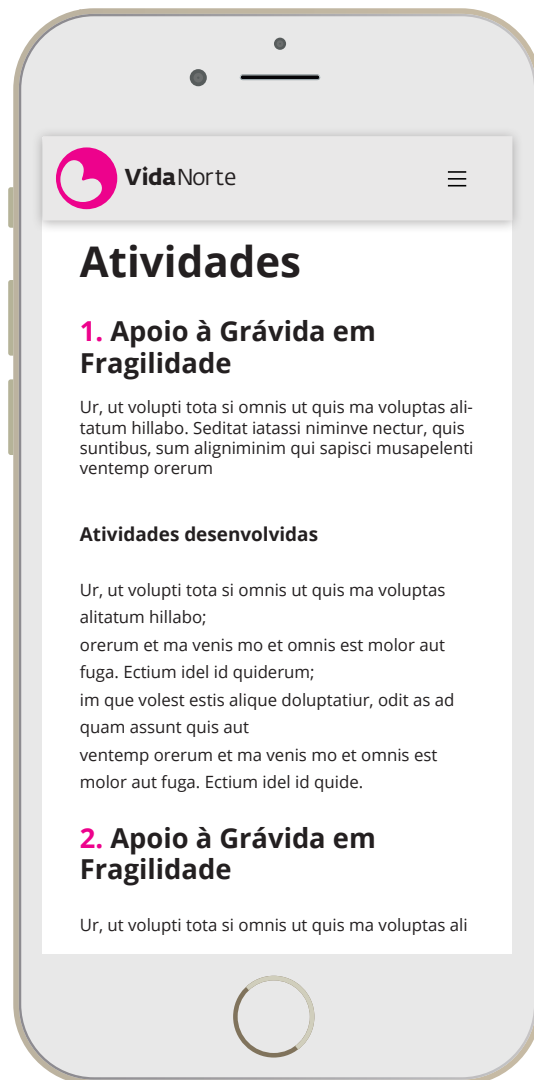 VidaNorte
Atividades
1. Apoio à Grávida em
Fragilidade
Ur, ut volupti tota si omnis ut quis ma voluptas ali-
tatum hillabo. Seditat iatassi niminve nectur, quis
suntibus, sum aligniminim qui sapisci musapelenti
ventemp orerum
Atividades desenvolvidas
Ur, ut volupti tota si omnis ut quis ma voluptas
alitatum hillabo;
orerum et ma venis mo et omnis est molor aut
fuga. Ectium idel id quiderum;
im que volest estis alique doluptatiur, odit as ad
quam assunt quis aut
ventemp orerum et ma venis mo et omnis est
molor aut fuga. Ectium idel id quide.
2. Apoio à Grávida em
Fragilidade
Ur, ut volupti tota si omnis ut quis ma voluptas ali